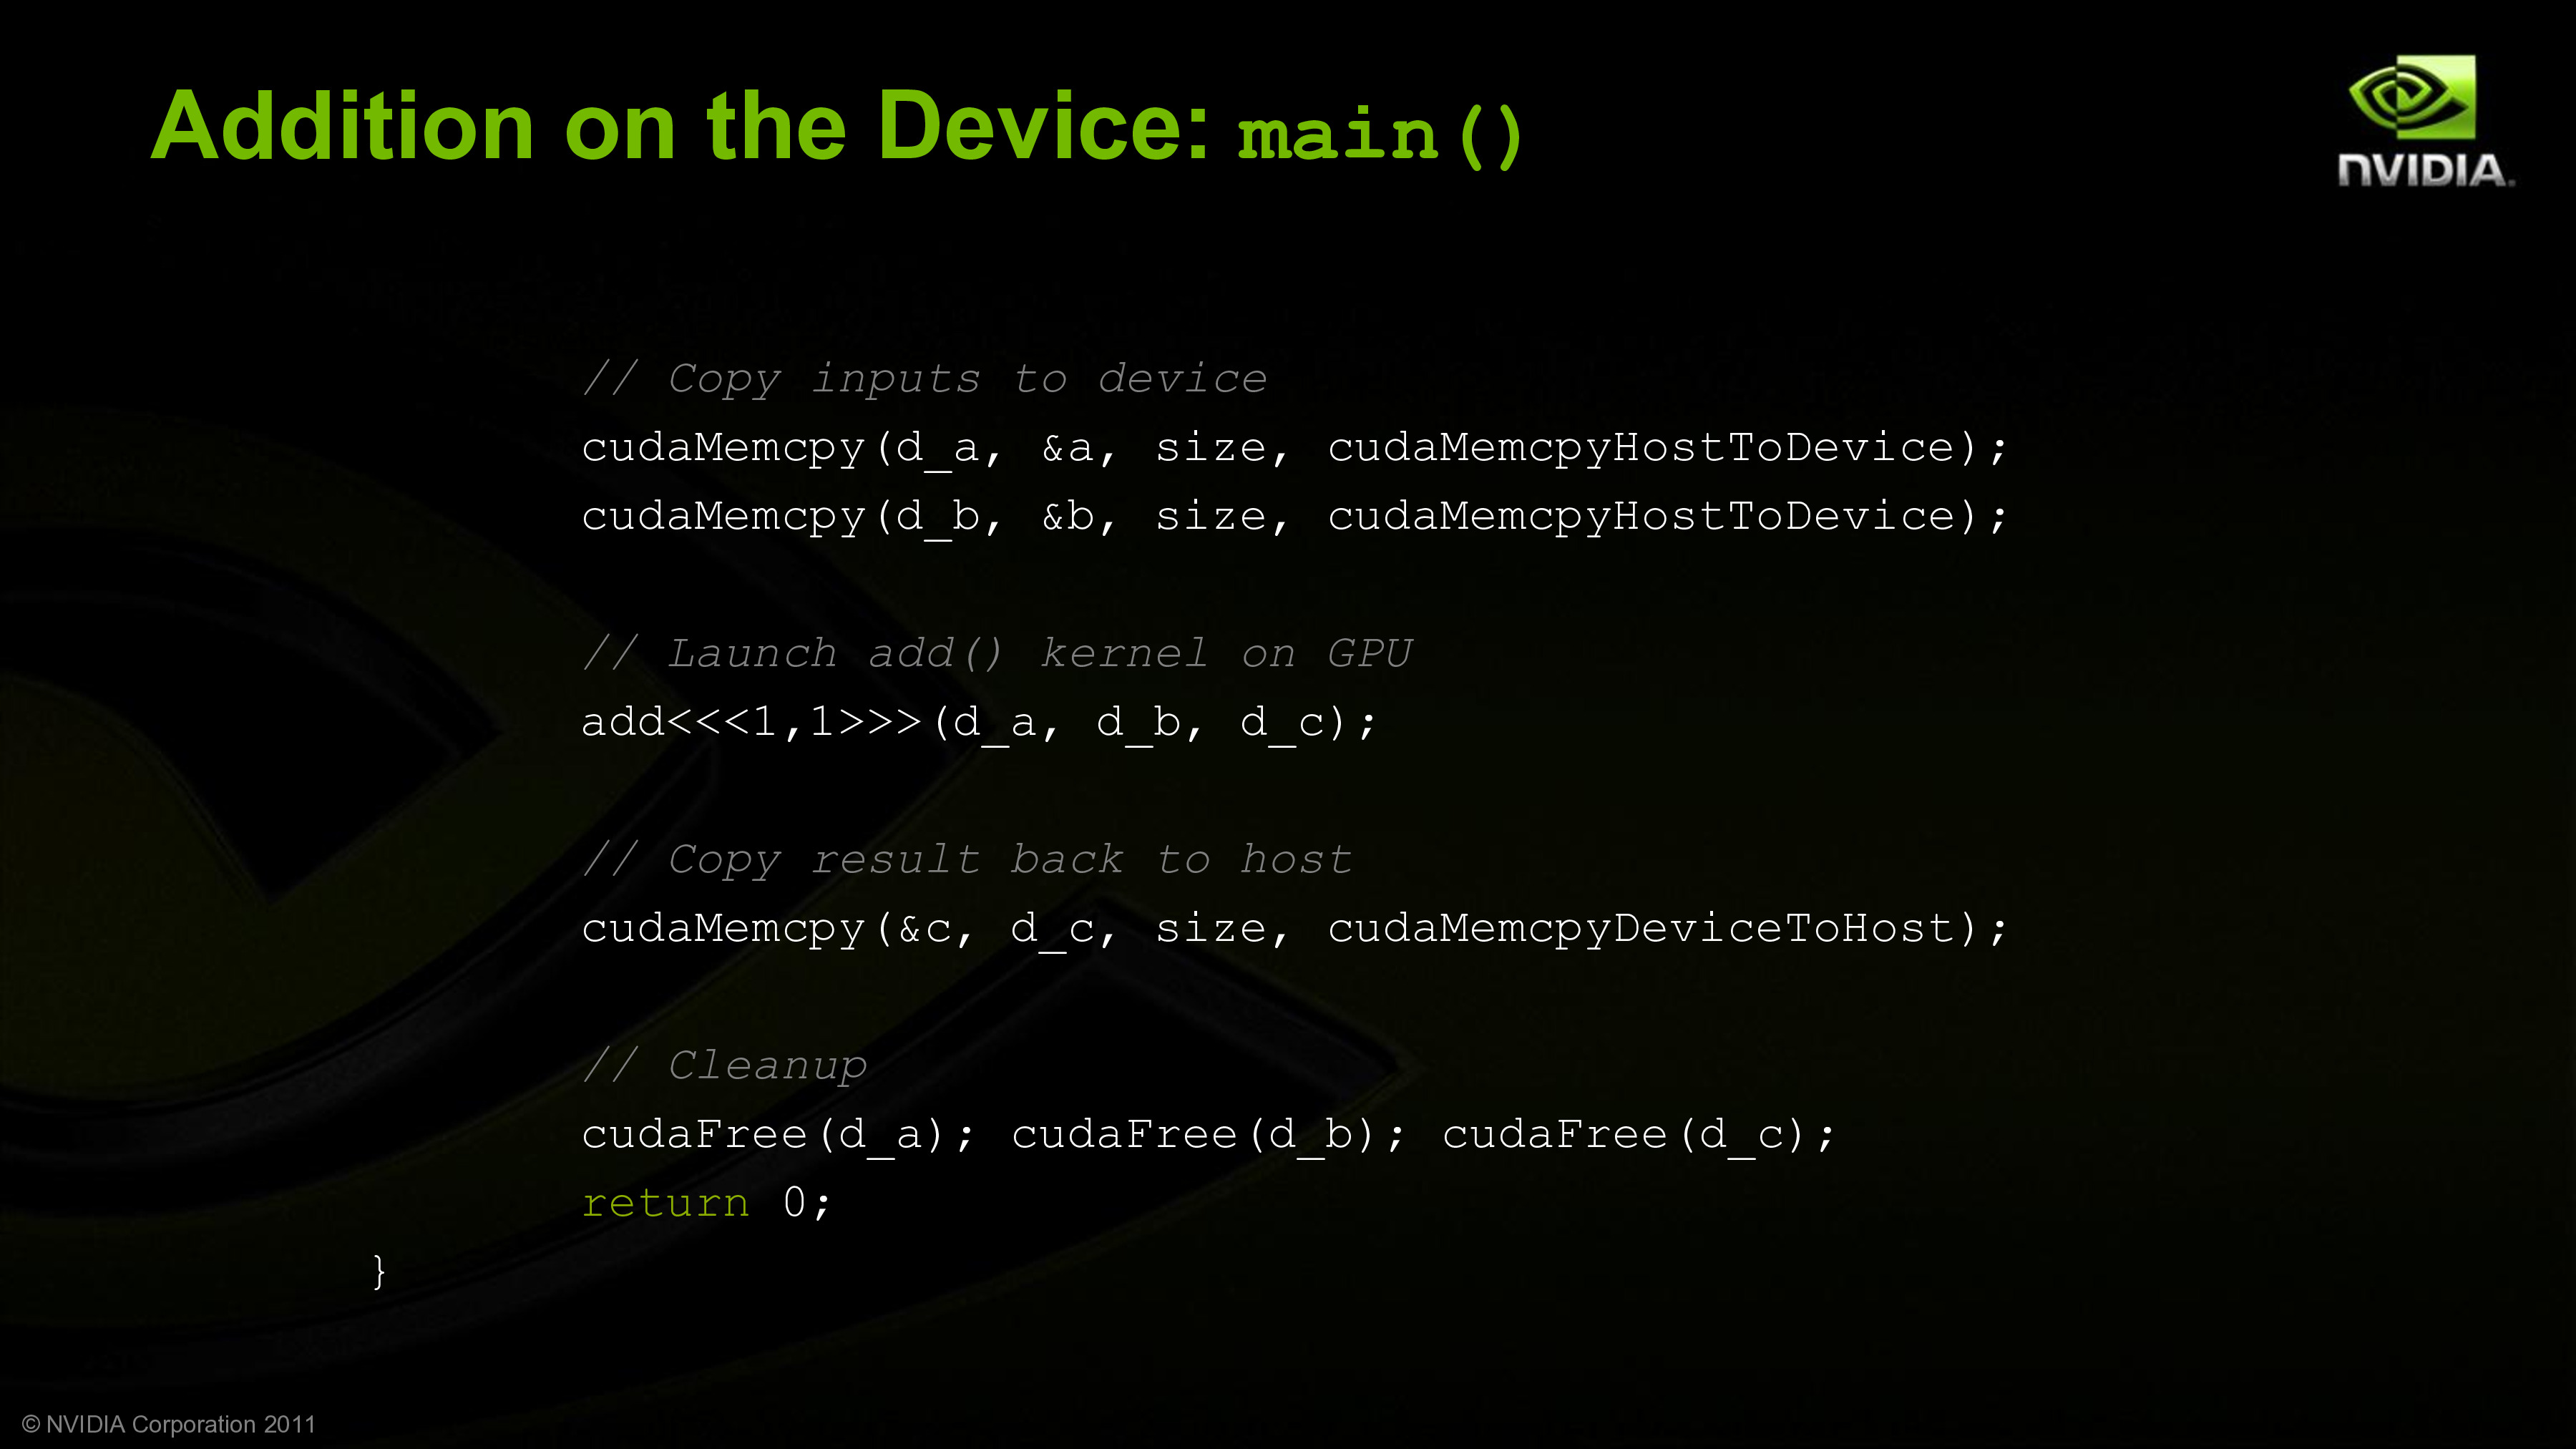 Addition on the Device: main()
NVIDIA.
// Copy inputs to device
cudaMemcpy(d_a, &a, size, cudaMemcpyHostToDevice);
cudaMemcpy(d_b, &b, size, cudaMemcpyHostToDevice);
// Launch add() kernel on GPU
add<<<1,1>>>(d_a, d_b, d_c);
// Copy result back to host
cudaMemcpy(&c, d_c, size, cudaMemcpyDeviceToHost);
// Cleanup
cudaFree(d_a); cudaFree(d_b); cudaFree(d_c);
return 0;
}
© NVIDIA Corporation 2011